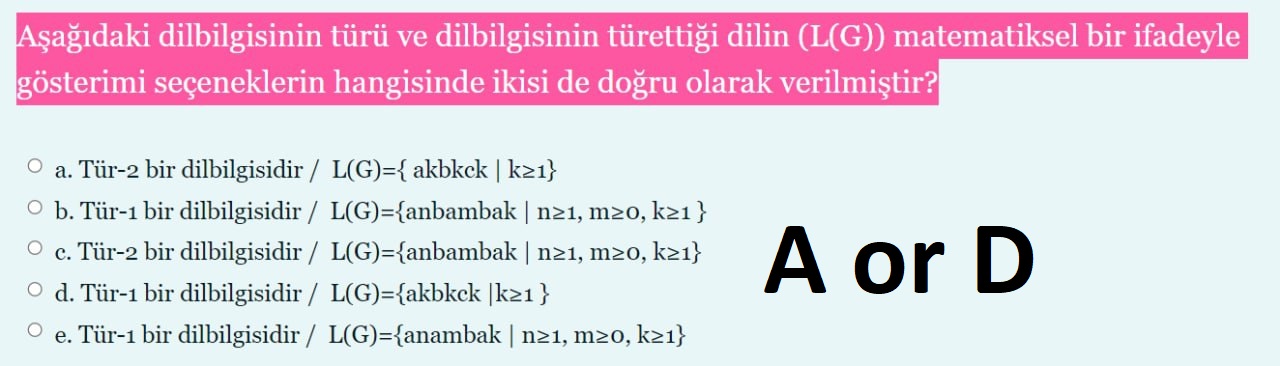 Aşağıdaki dilbilgisinin türü ve dilbilgisinin türettiği dilin (L(G)) matematiksel bir ifadeyle
gösterimi seçeneklerin hangisinde ikisi de doğru olarak verilmiştir?
a. Tür-2 bir dilbilgisidir / L(G)={ akbkck | k≥1}
b. Tür-1 bir dilbilgisidir / L(G)={anbambak | n≥1, m≥0, k≥1 }
c. Tür-2 bir dilbilgisidir / L(G)={anbambak | n≥1, m≥0, k≥1}
d. Tür-1 bir dilbilgisidir / L(G)={akbkck |k≥1 }
e. Tür-1 bir dilbilgisidir / L(G)={anambak | n≥1, m≥0, k≥1}
A or D